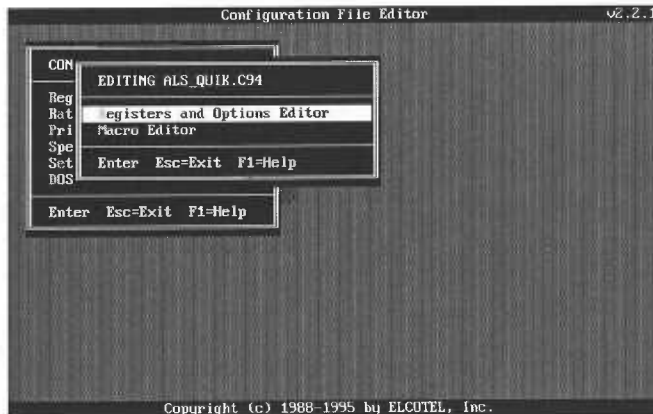 Configuration File Editor v2.2.1
CON
EDITING ALS_QUIK.C94
Reg
Rat
Pri
Spe
Set
DOS
egisters and Options Editor
Macro Editor
Enter Esc=Exit F1=Help
Enter Esc=Exit F1=Help
Copyright (c) 1988-1995 by ELCOTEL, Inc.